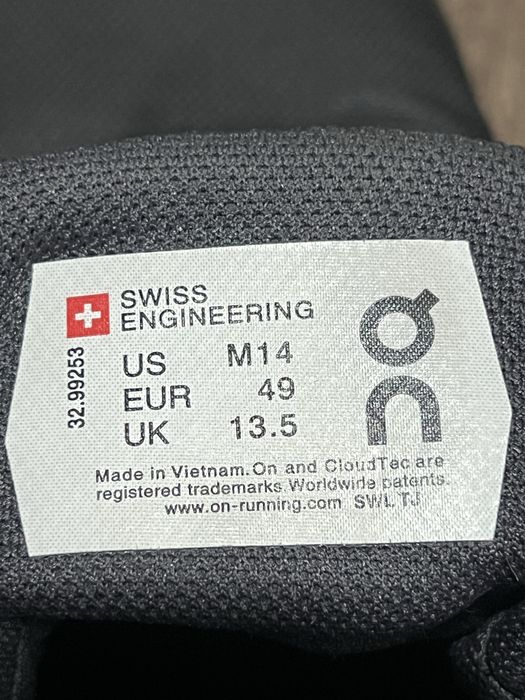 SWISS
ENGINEERING
32.99253
US M14
EUR 49
UK 13.5
On
Made in Vietnam. On and CloudTec are
registered trademarks Worldwide patents.
www.on-running.com SWL TJ